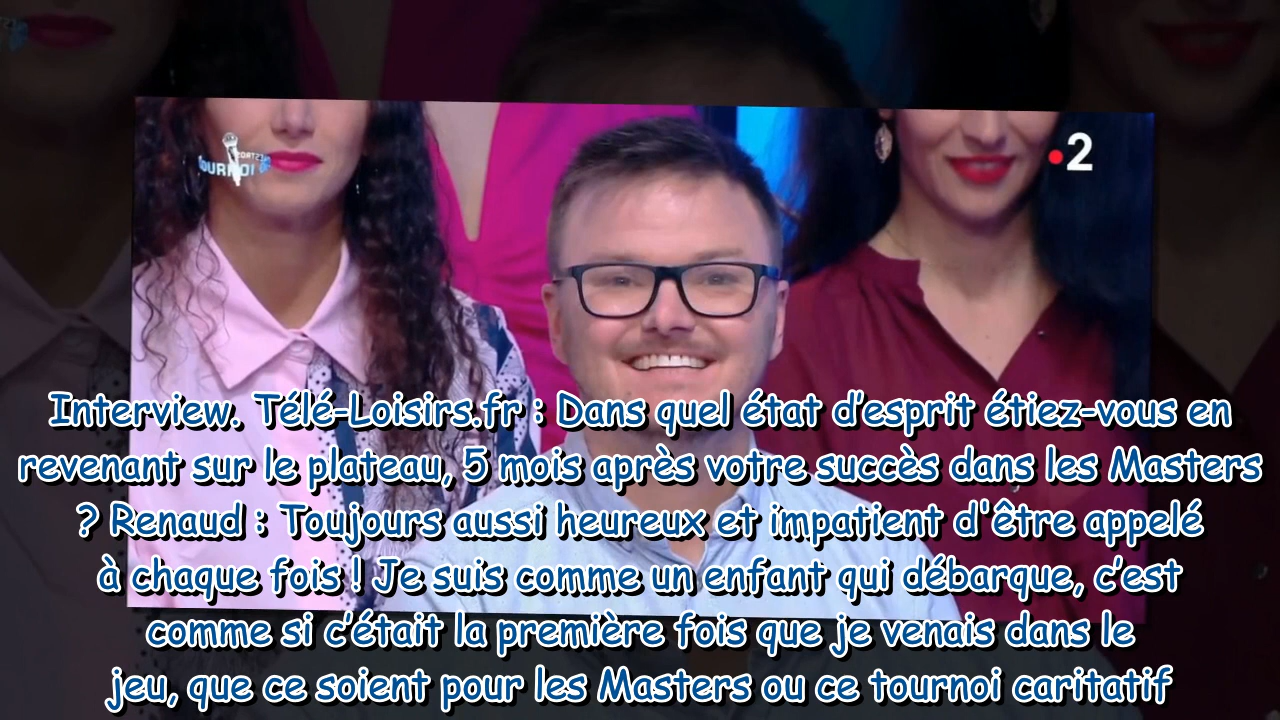 OURNOI
2
Interview. Télé-Loisirs.fr : Dans quel état d’esprit étiez-vous en
revenant sur le plateau, 5 mois après votre succès dans les Masters
? Renaud : Toujours aussi heureux et impatient d'être appelé
à chaque fois ! Je suis comme un enfant qui débarque, c’est
comme si c’était la première fois que je venais dans le
jeu, que ce soient pour les Masters ou ce tournoi caritatif